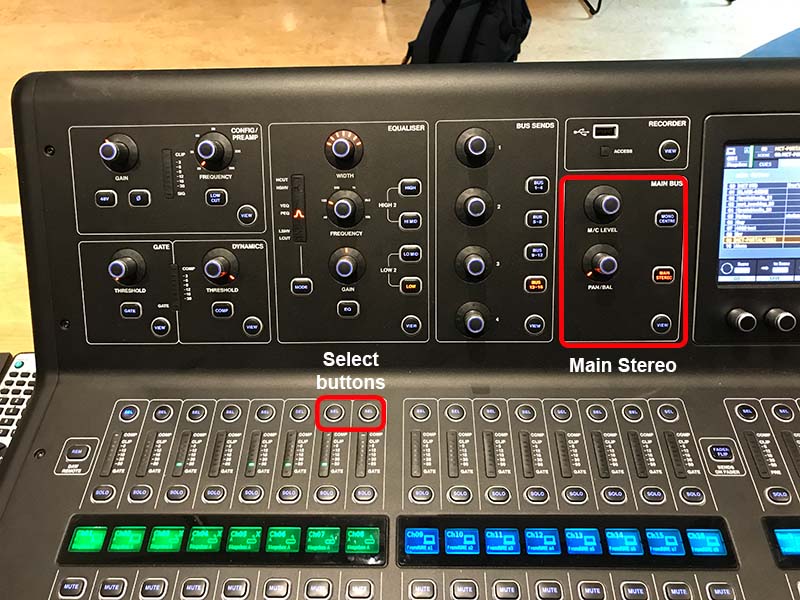 CONFIG/
PREAMP
GAIN
FREQUENCY
CLIP
SIG
48V
Ø
LOW
CUT
VIEW
GATE
DYNAMICS
THRESHOLD
THRESHOLD
COMP
GATE
GATE
COMP
VIEW
VIEW
EQUALISER
WIDTH
HCUT
HSHV
VEQ
PEQ
LSHV
LCUT
HIGH
HIGH 2
HI MID
FREQUENCY
LO MID
LOW 2
LOW
GAIN
MODE
EQ
VIEW
BUS SENDS
1
2
3
4
BUS
1-4
BUS
5-8
BUS
9-12
BUS
13-16
VIEW
RECORDER
ACCESS
VIEW
MAIN BUS
M/C LEVEL
MONO
CENTRE
PAN/BAL
MAIN
STEREO
VIEW
Main Stereo
Select
buttons
SEL SEL SEL SEL SEL SEL SEL SEL
SEL SEL SEL SEL SEL SEL SEL SEL
SEL SEL
COMP
CLIP
GATE
REM
DAW
REMOTE
FADER
FLIP
SENDS
ON FADER
SOLO SOLO SOLO SOLO SOLO SOLO SOLO SOLO
SOLO SOLO SOLO SOLO SOLO SOLO SOLO SOLO
SOLO
Ch06 Ch07 Ch08
Ch09 Ch10 Ch11 Ch12 Ch13 Ch14 Ch15
MUTE MUTE MUTE MUTE MUTE MUTE MUTE MUTE
MUTE MUTE MUTE MUTE MUTE MUTE MUTE MUTE
MUTE